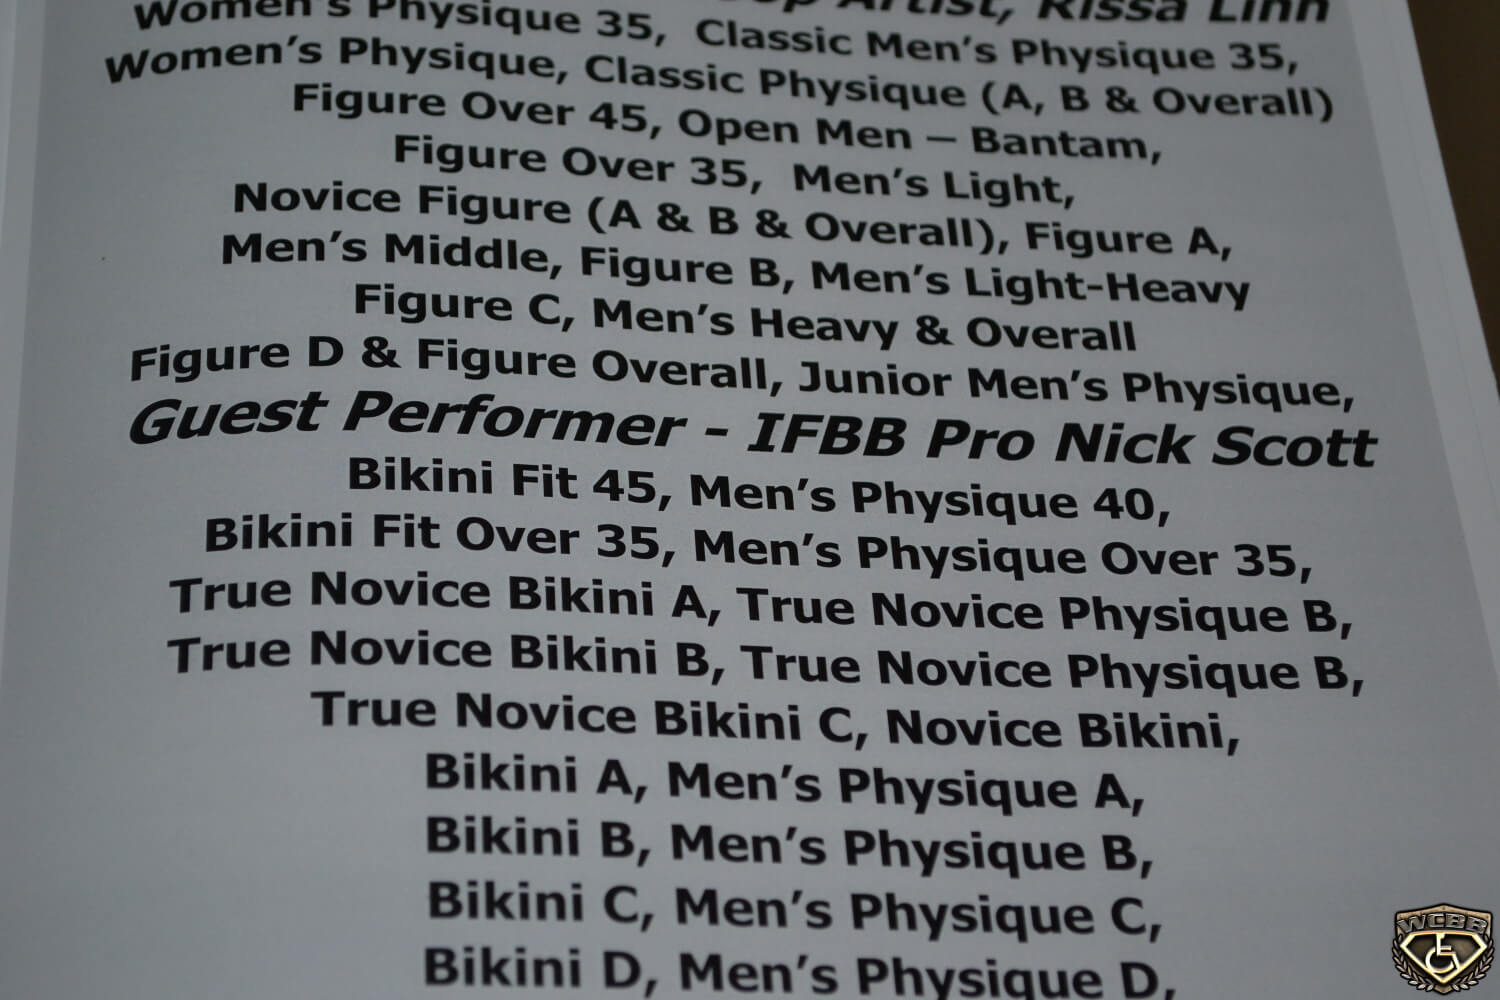 Artist, Rissa Linn
Women's Physique 35, Classic Men's Physique 35,
Women's Physique, Classic Physique (A, B & Overall)
Figure Over 45, Open Men – Bantam,
Figure Over 35, Men's Light,
Novice Figure (A & B & Overall), Figure A,
Men's Middle, Figure B, Men's Light-Heavy
Figure C, Men's Heavy & Overall
Figure D & Figure Overall, Junior Men's Physique,
Guest Performer - IFBB Pro Nick Scott
Bikini Fit 45, Men's Physique 40,
Bikini Fit Over 35, Men's Physique Over 35,
True Novice Bikini A, True Novice Physique B,
True Novice Bikini B, True Novice Physique B,
True Novice Bikini C, Novice Bikini,
Bikini A, Men's Physique A,
Bikini B, Men's Physique B,
Bikini C, Men's Physique C,
Bikini D, Men's Physique D,
WCBB